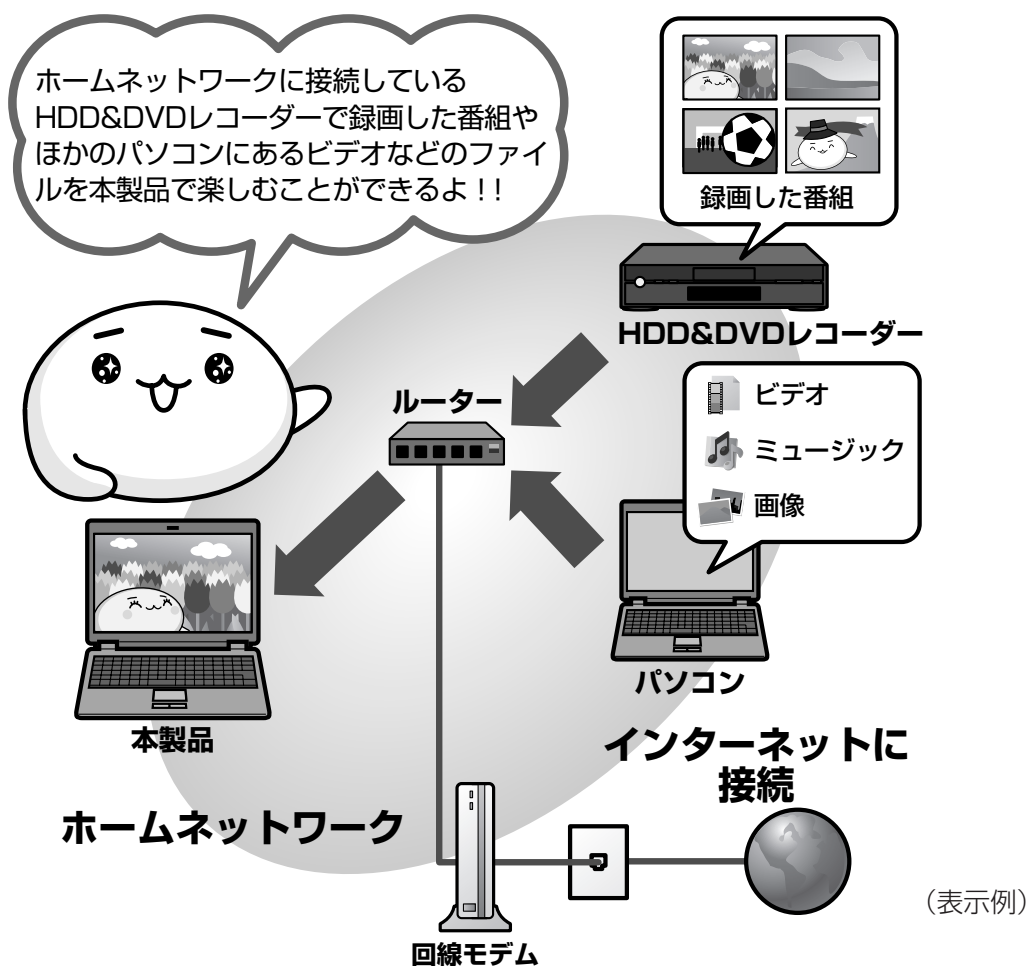 ホームネットワークに接続している
HDD&DVDレコーダーで録画した番組や
ほかのパソコンにあるビデオなどのファイ
ルを本製品で楽しむことができるよ!!
録画した番組
HDD&DVDレコーダー
ルーター
ビデオ
ミュージック
画像
パソコン
本製品
インターネットに
接続
ホームネットワーク
(表示例)
回線モデム